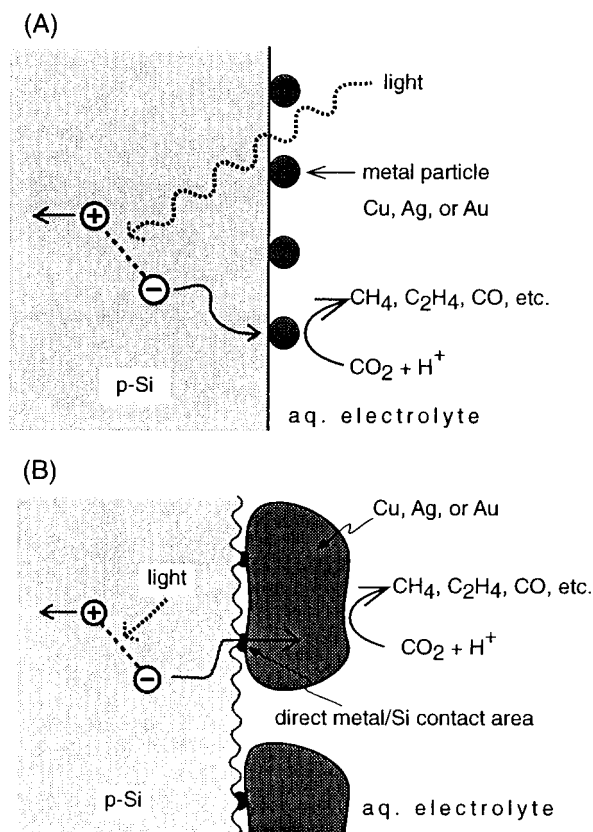 (A)
light
metal particle
Cu, Ag, or Au
+
−
CH₄, C₂H₄, CO, etc.
CO₂ + H⁺
p-Si
aq. electrolyte
(B)
Cu, Ag, or Au
light
+
CH₄, C₂H₄, CO, etc.
CO₂ + H⁺
−
direct metal/Si contact area
p-Si
aq. electrolyte